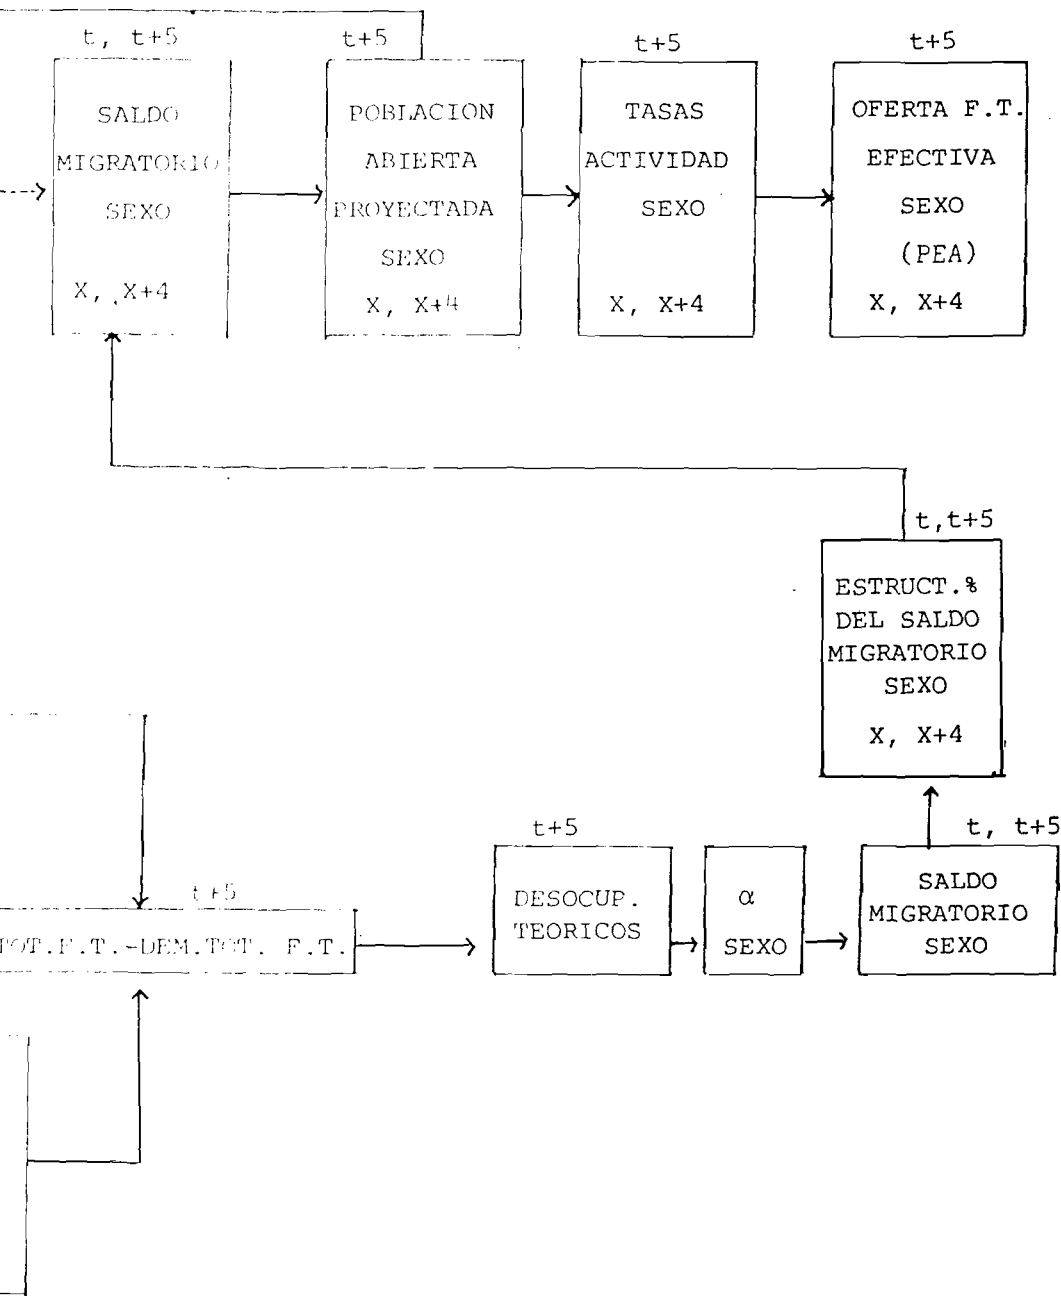 t, t+5
SALDO
MIGRATORIO
SEXO
X, X+4
t+5
POBLACION
ABIERTA
PROYECTADA
SEXO
X, X+4
t+5
TASAS
ACTIVIDAD
SEXO
X, X+4
t+5
OFERTA F.T.
EFECTIVA
SEXO
(PEA)
X, X+4
t,t+5
ESTRUCT.%
DEL SALDO
MIGRATORIO
SEXO
X, X+4
t+5
TOT.F.T.-DEM.TOT. F.T.
t+5
DESOCUP.
TEORICOS
α
SEXO
t, t+5
SALDO
MIGRATORIO
SEXO